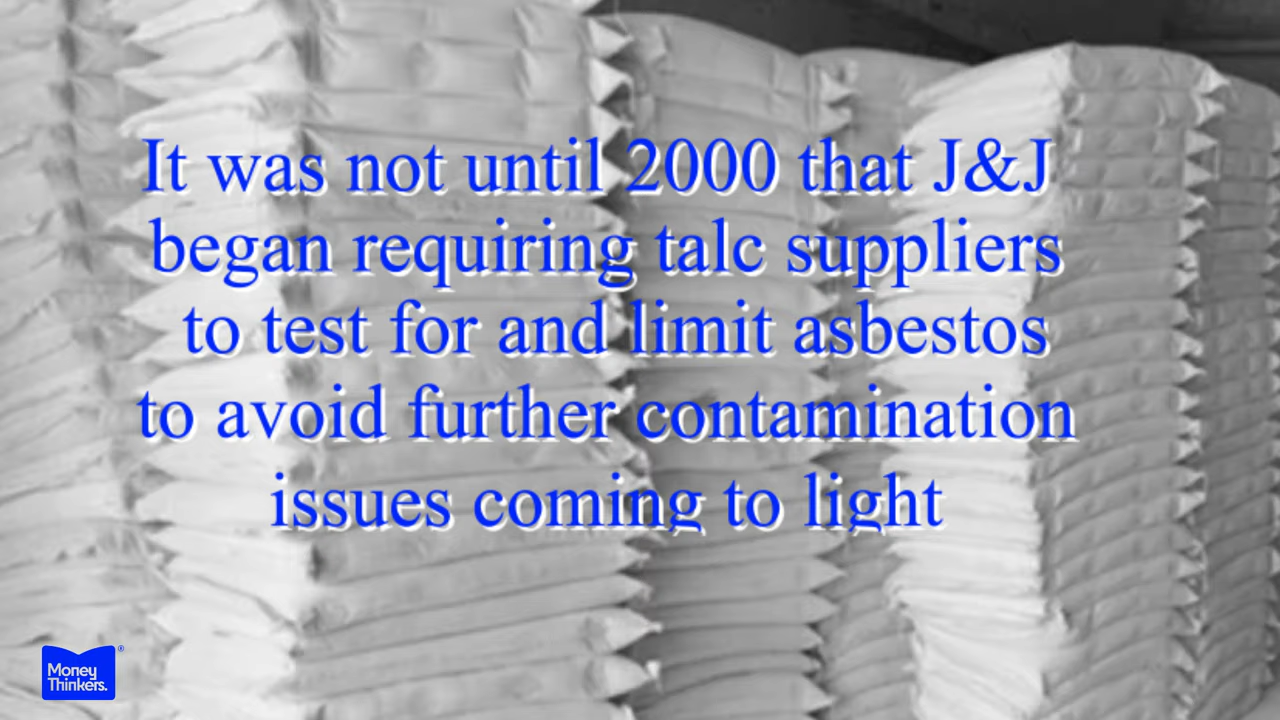 It was not until 2000 that J&J
began requiring talc suppliers
to test for and limit asbestos
to avoid further contamination
issues coming to light
Money
Thinkers.